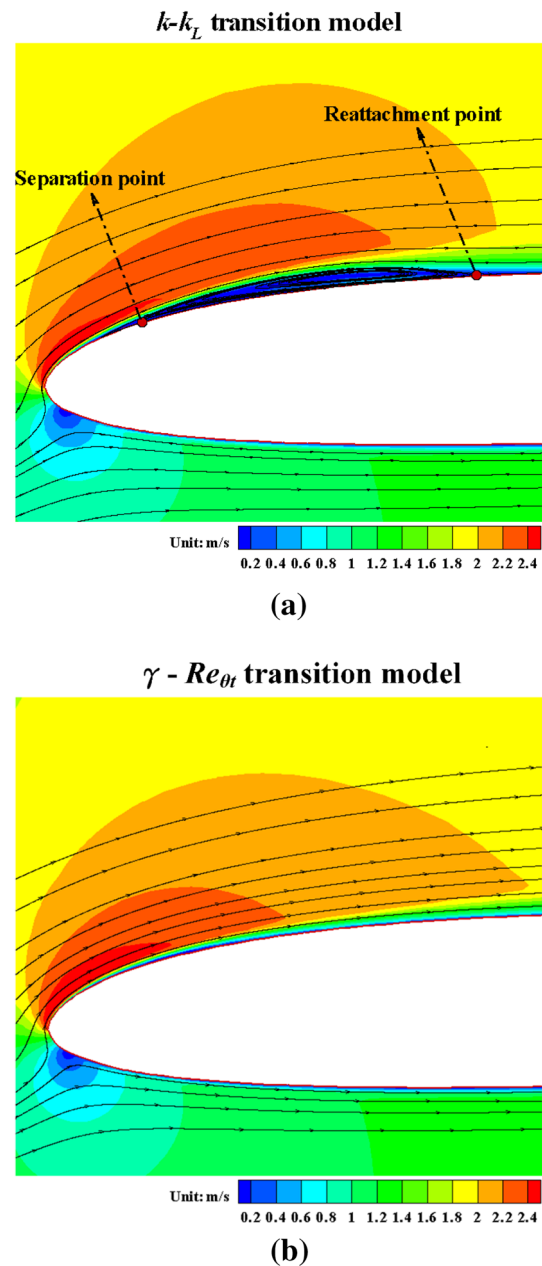 k-k_L transition model
Reattachment point
Separation point
Unit: m/s
0.2 0.4 0.6 0.8 1 1.2 1.4 1.6 1.8 2 2.2 2.4
(a)
γ - Re_θt transition model
Unit: m/s
0.2 0.4 0.6 0.8 1 1.2 1.4 1.6 1.8 2 2.2 2.4
(b)